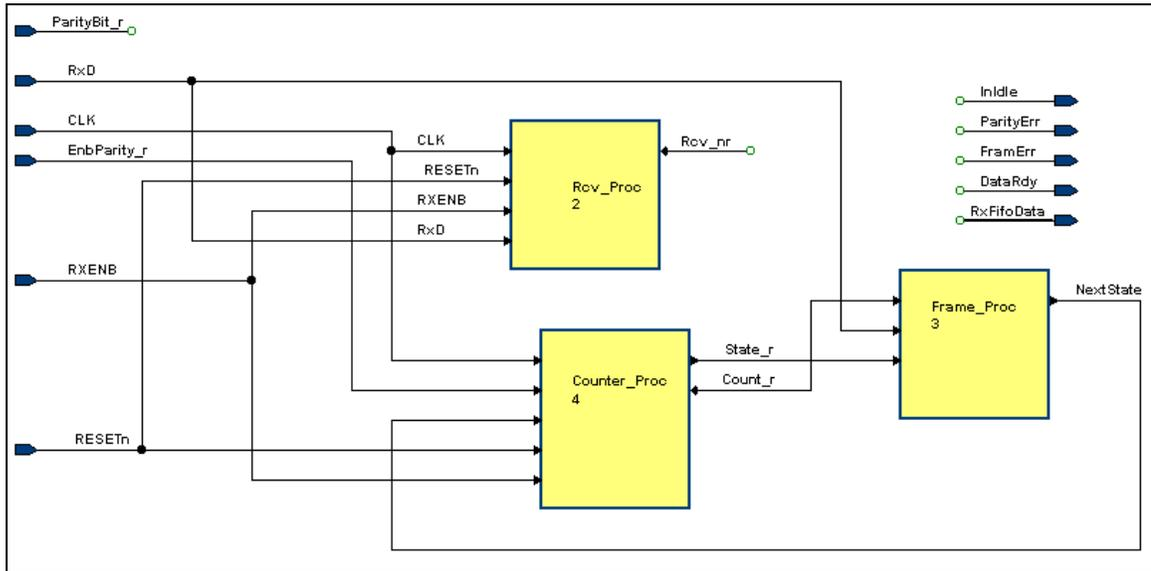 ParityBit_r
RxD
CLK
EnbParity_r
RXENB
RESETn
CLK
RESETn
RXENB
RxD
Rcv_Proc
2
Rcv_nr
InIdle
ParityErr
FramErr
DataRdy
RxFifoData
Counter_Proc
4
State_r
Count_r
Frame_Proc
3
NextState